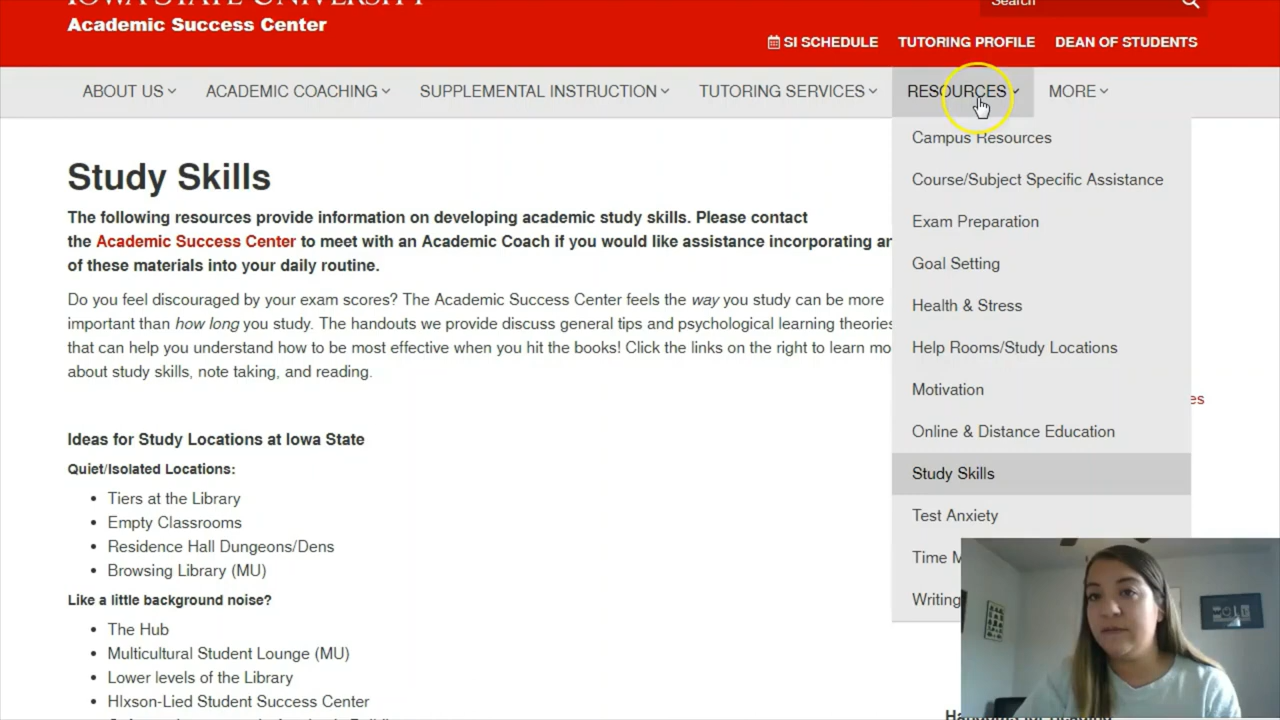 IOWA STATE UNIVERSITY
Academic Success Center
Search
SI SCHEDULE TUTORING PROFILE DEAN OF STUDENTS
ABOUT US ACADEMIC COACHING SUPPLEMENTAL INSTRUCTION TUTORING SERVICES RESOURCES MORE
Study Skills
The following resources provide information on developing academic study skills. Please contact
the Academic Success Center to meet with an Academic Coach if you would like assistance incorporating
of these materials into your daily routine.
Do you feel discouraged by your exam scores? The Academic Success Center feels the way you study can be more
important than how long you study. The handouts we provide discuss general tips and psychological learning theories
that can help you understand how to be most effective when you hit the books! Click the links on the right to learn mo
about study skills, note taking, and reading.
Ideas for Study Locations at Iowa State
Quiet/Isolated Locations:
• Tiers at the Library
• Empty Classrooms
• Residence Hall Dungeons/Dens
• Browsing Library (MU)
Like a little background noise?
• The Hub
• Multicultural Student Lounge (MU)
• Lower levels of the Library
• HIxson-Lied Student Success Center
Campus Resources
Course/Subject Specific Assistance
Exam Preparation
Goal Setting
Health & Stress
Help Rooms/Study Locations
Motivation
es
Online & Distance Education
Study Skills
Test Anxiety
Time M
Writing